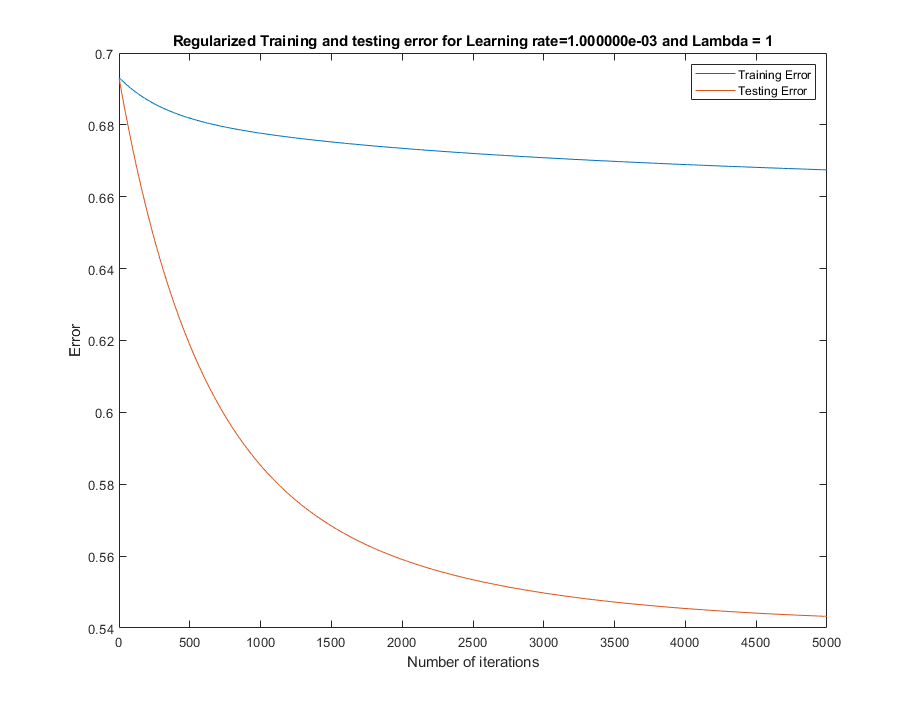 Regularized Training and testing error for Learning rate=1.000000e-03 and Lambda = 1
Training Error
Testing Error
0.7
0.68
0.66
0.64
0.62
0.6
0.58
0.56
0.54
Error
0 500 1000 1500 2000 2500 3000 3500 4000 4500 5000
Number of iterations